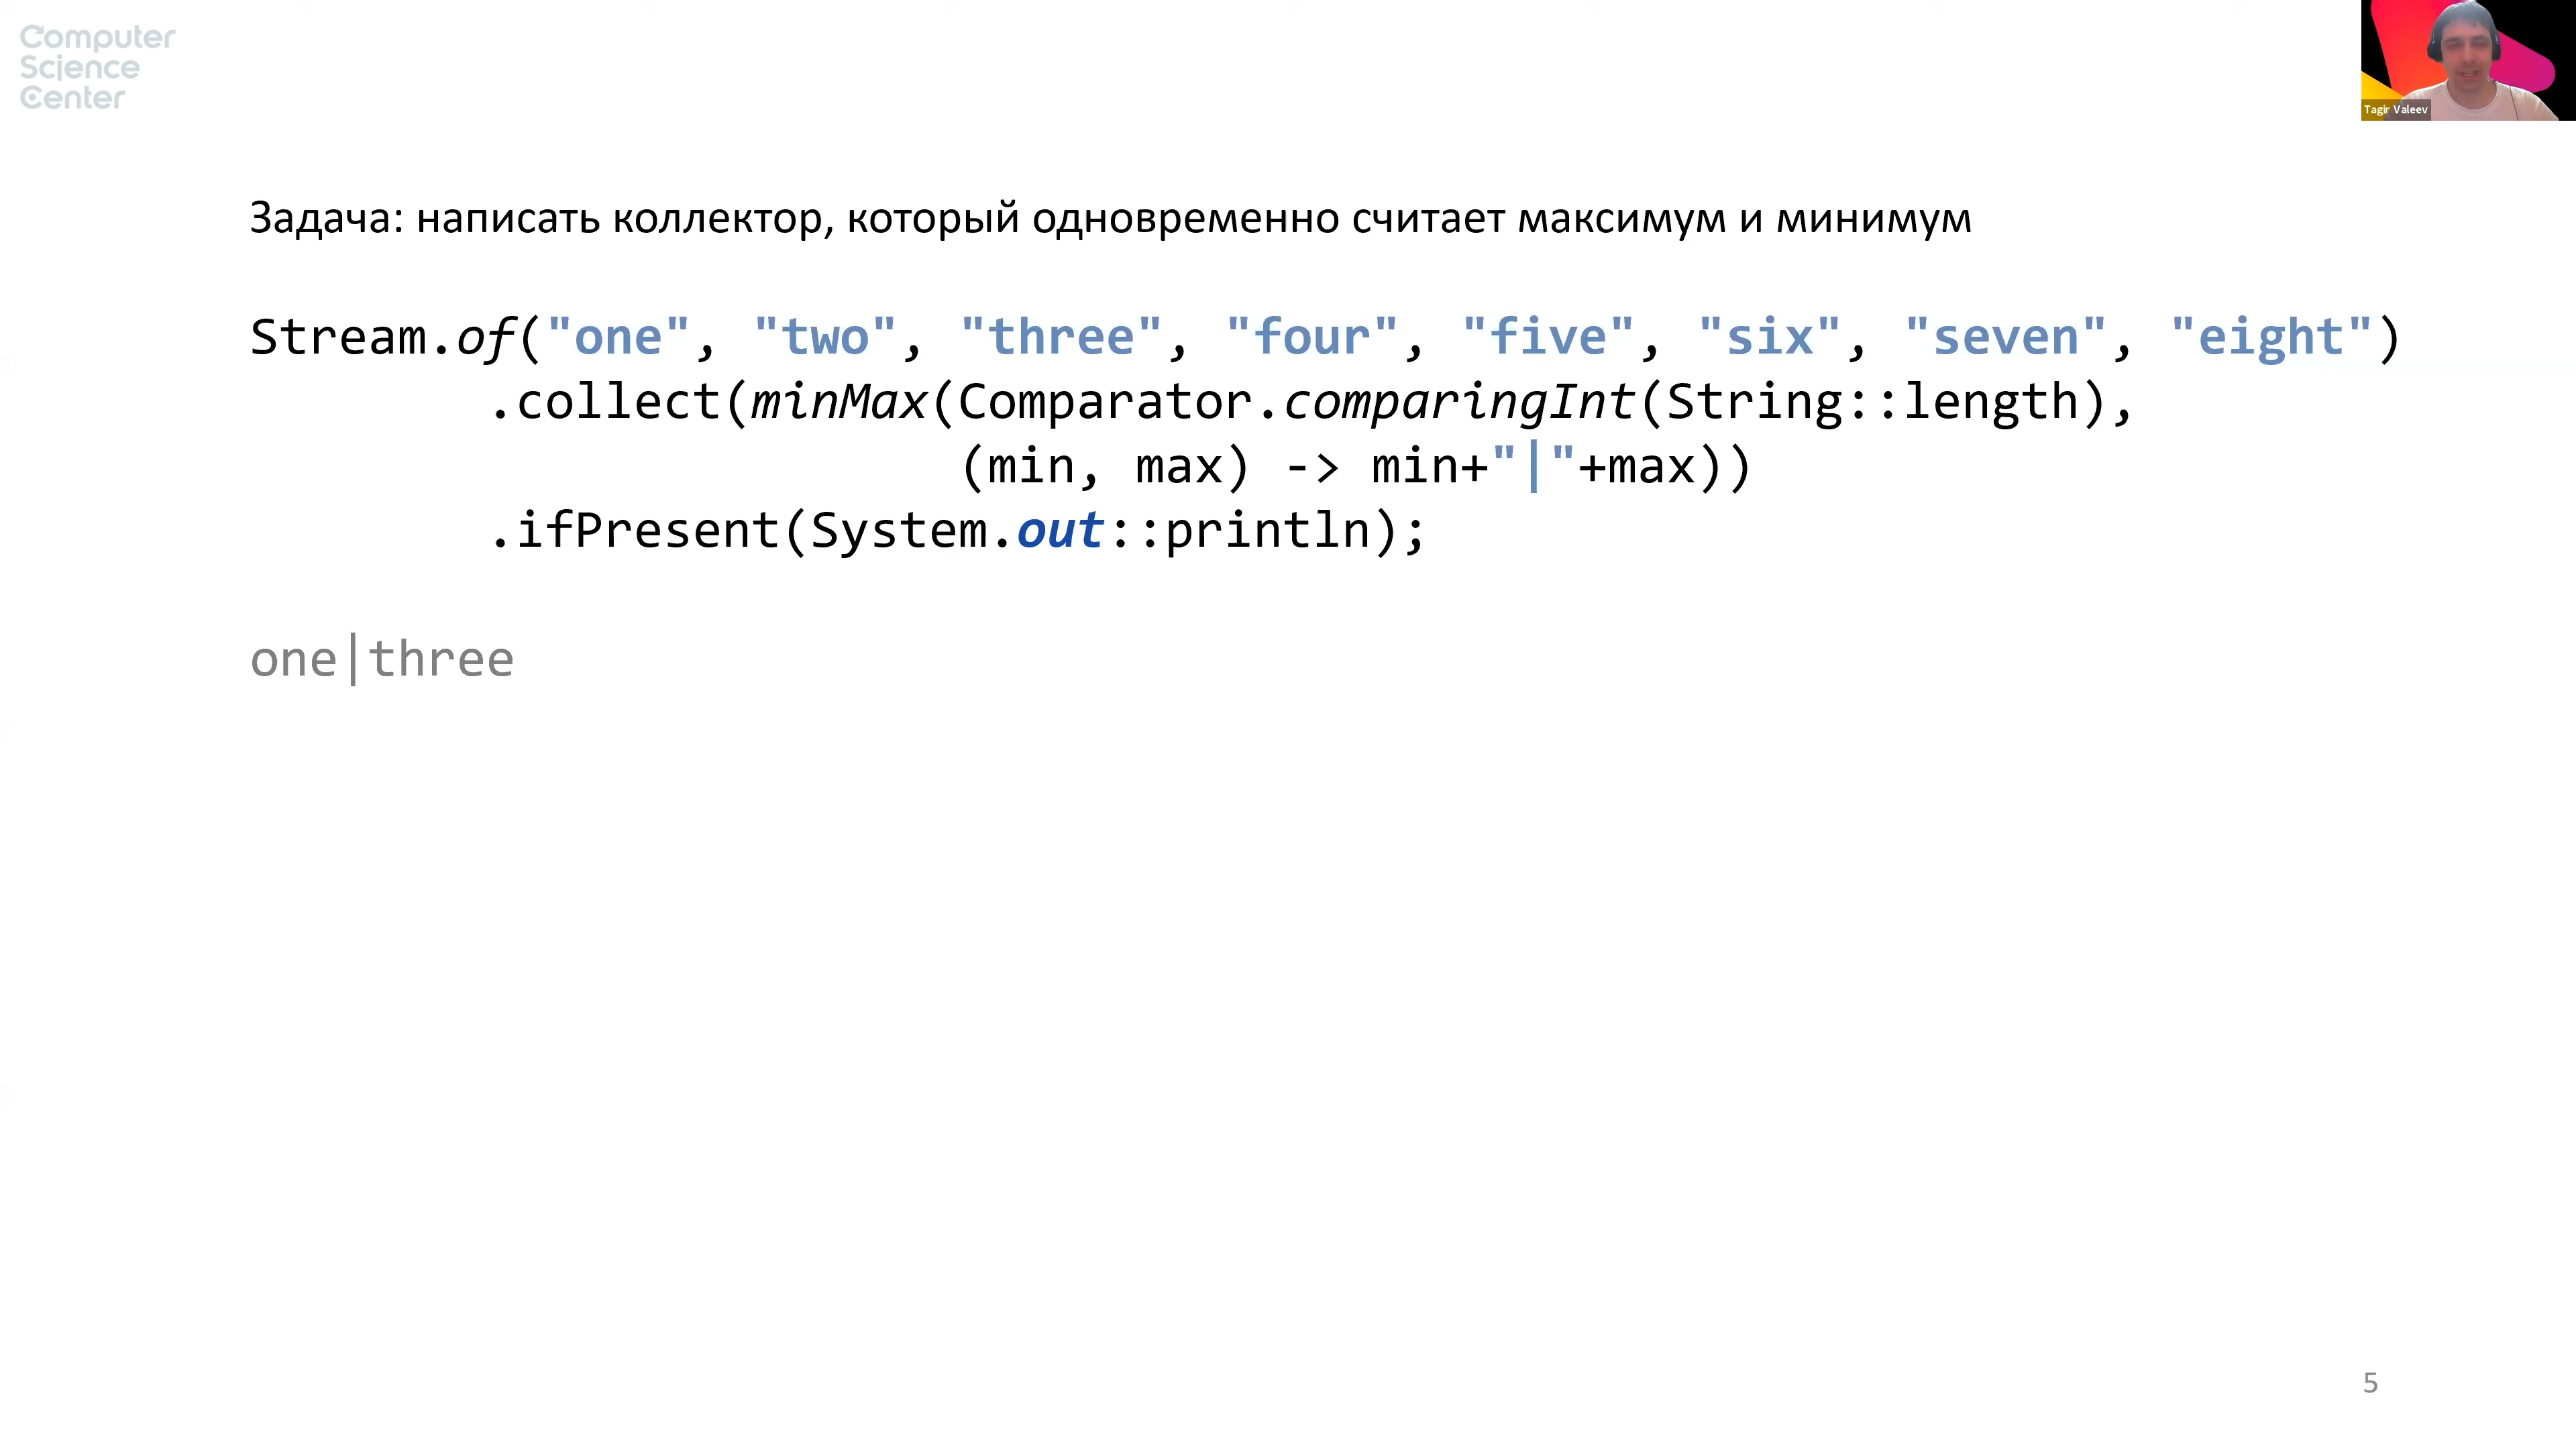 Computer
Science
Center
Tagir Valeev
Задача: написать коллектор, который одновременно считает максимум и минимум
Stream.of("one", "two", "three", "four", "five", "six", "seven", "eight")
.collect(minMax(Comparator.comparingInt(String::length),
(min, max) -> min+"|"+max))
.ifPresent(System.out::println);
one|three
5